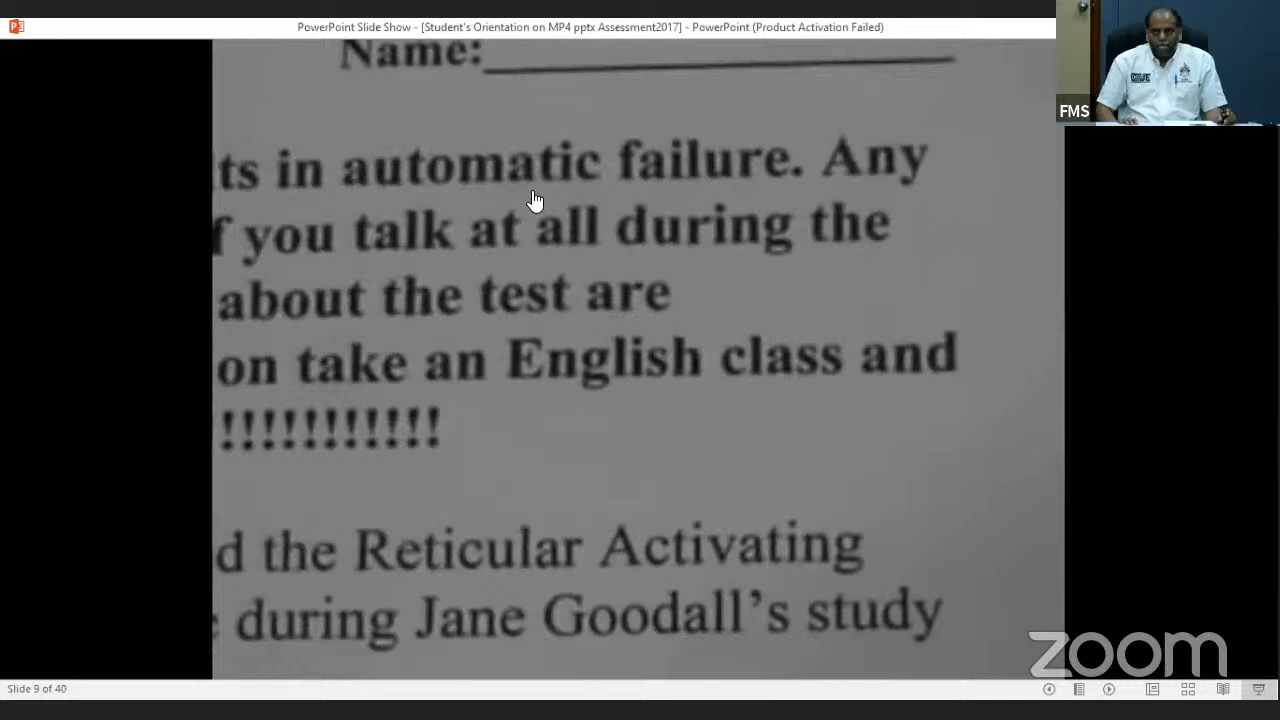 PowerPoint Slide Show - [Student's Orientation on MP4 pptx Assessment2017] - PowerPoint (Product Activation Failed)
FMS
Name:
ts in automatic failure. Any
f you talk at all during the
about the test are
on take an English class and
!!!!!!!!!!!
d the Reticular Activating
during Jane Goodall's study
zoom
Slide 9 of 40